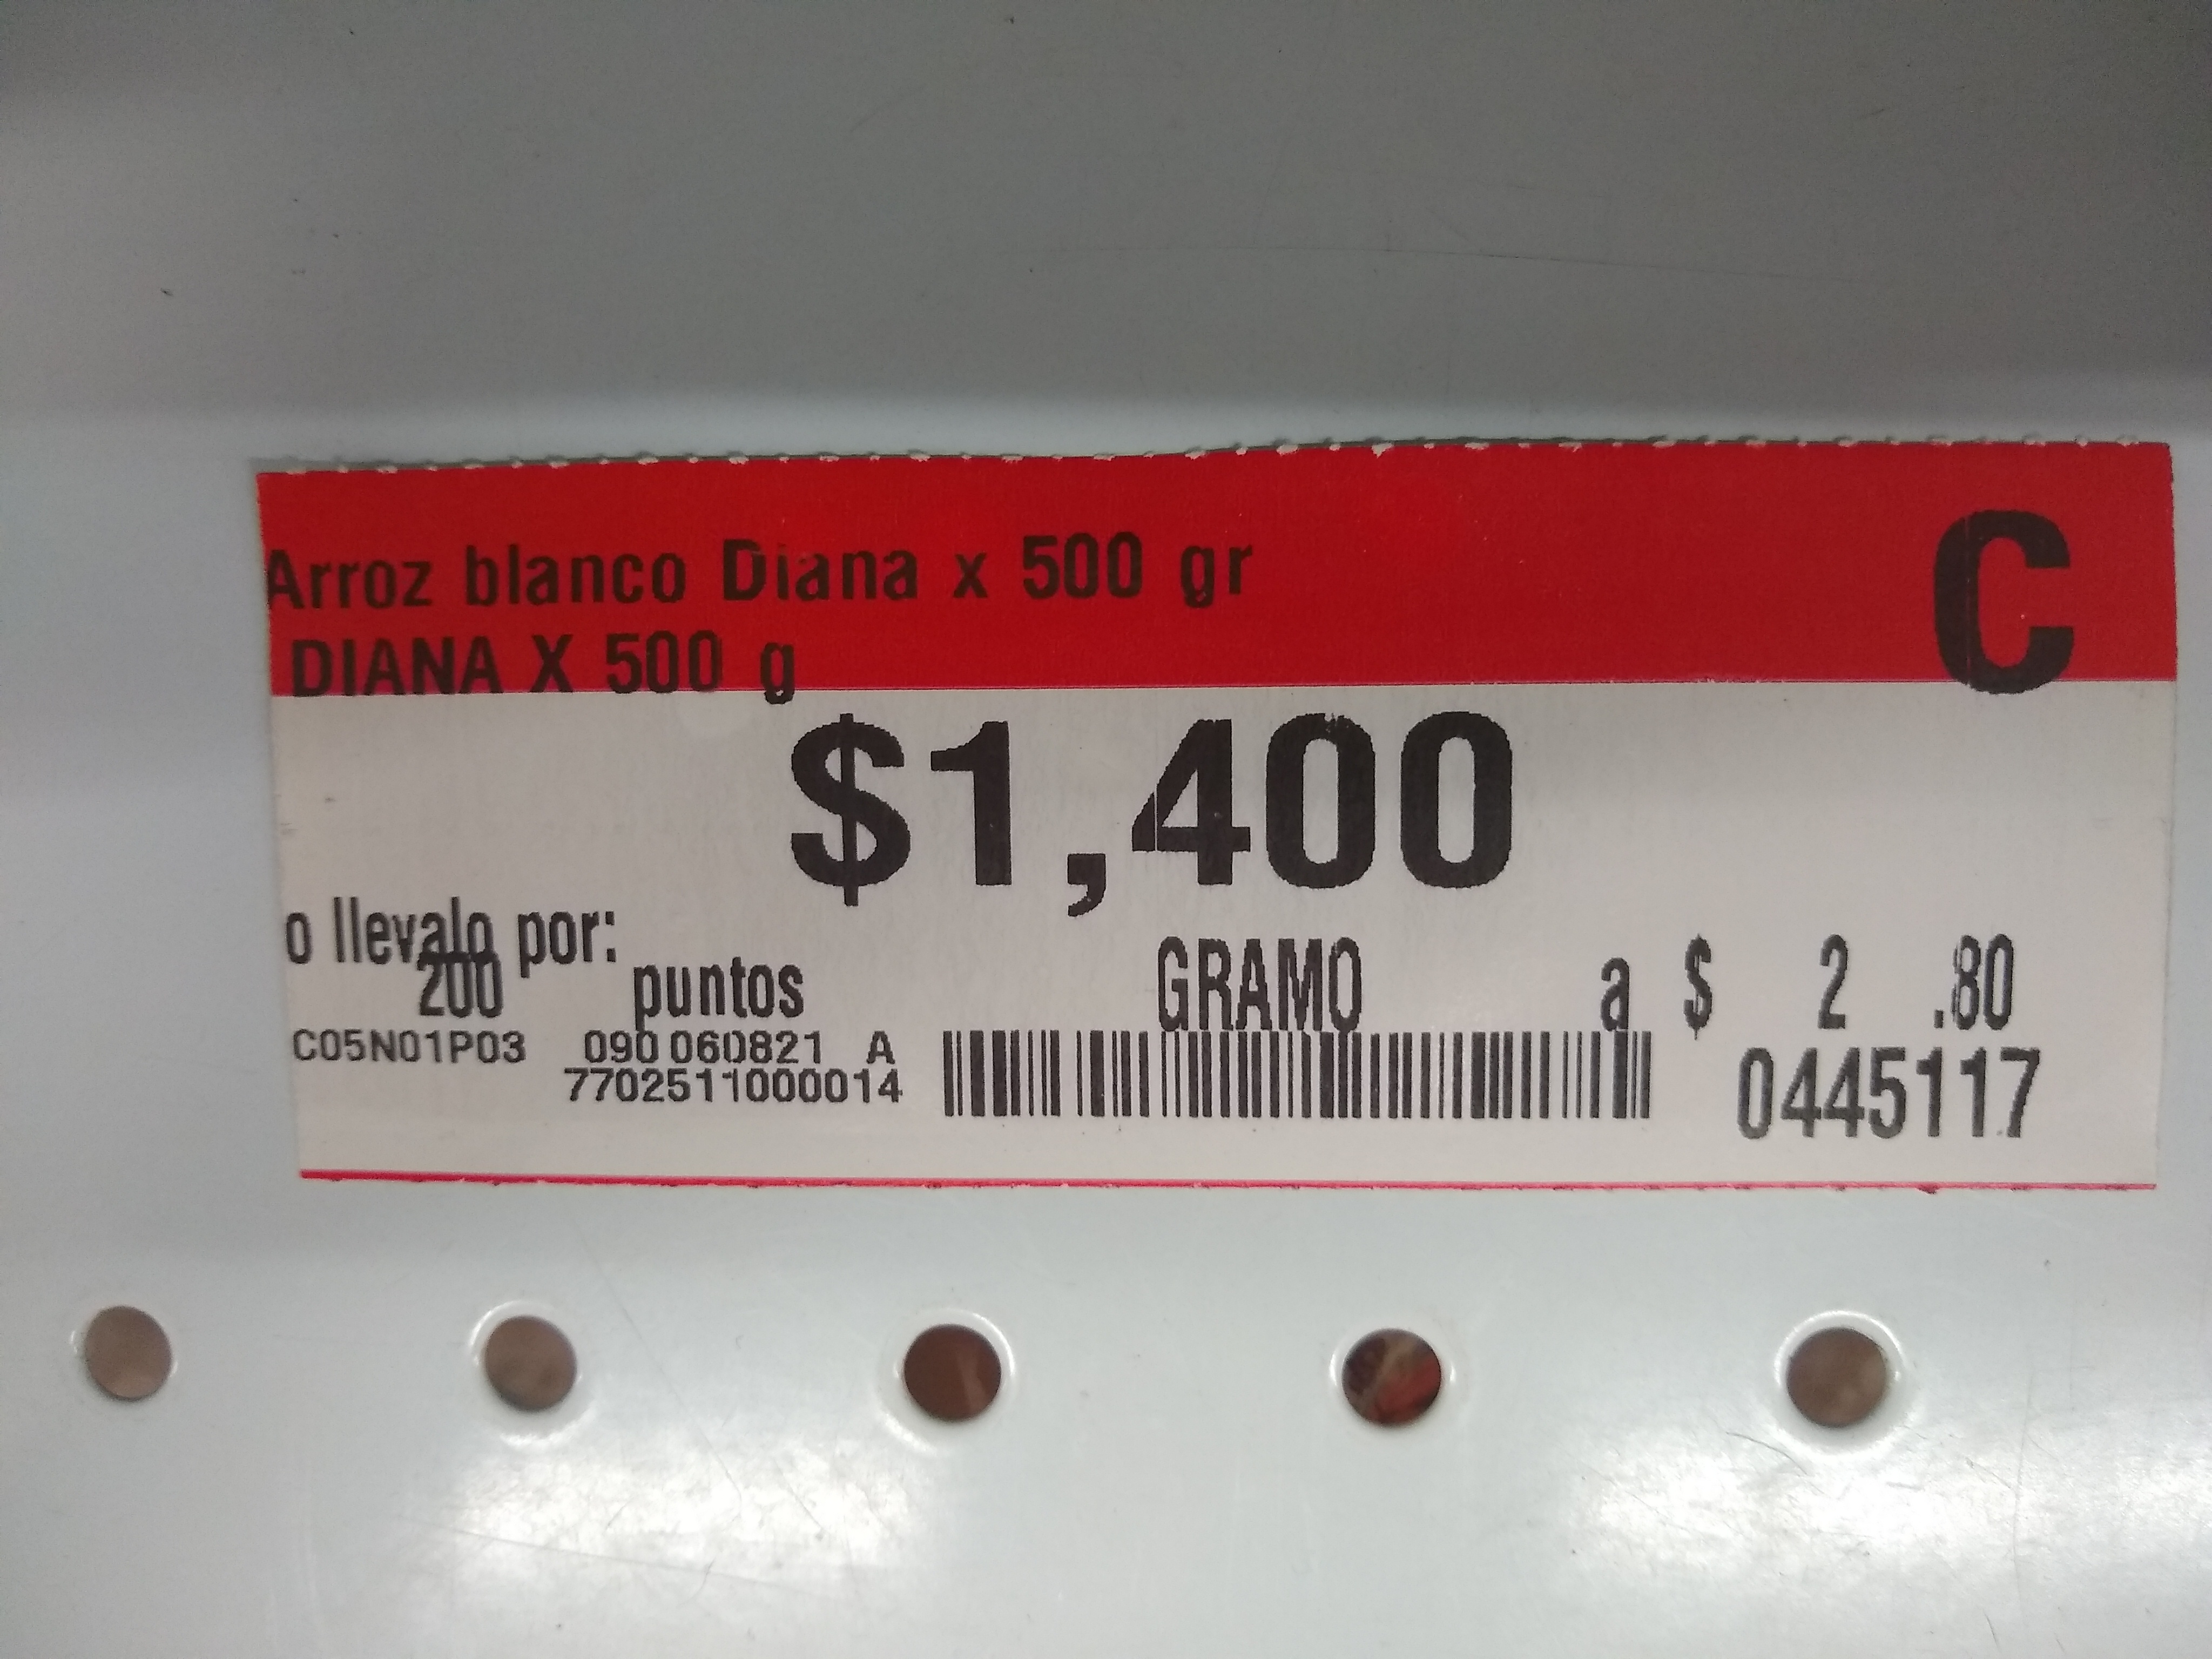 Arroz blanco Diana x 500 gr
C
DIANA X 500 g
$1,400
o llevalo por:
200 puntos
GRAMO a $ 2 .80
C05N01P03 090 060821 A
7702511000014
0445117